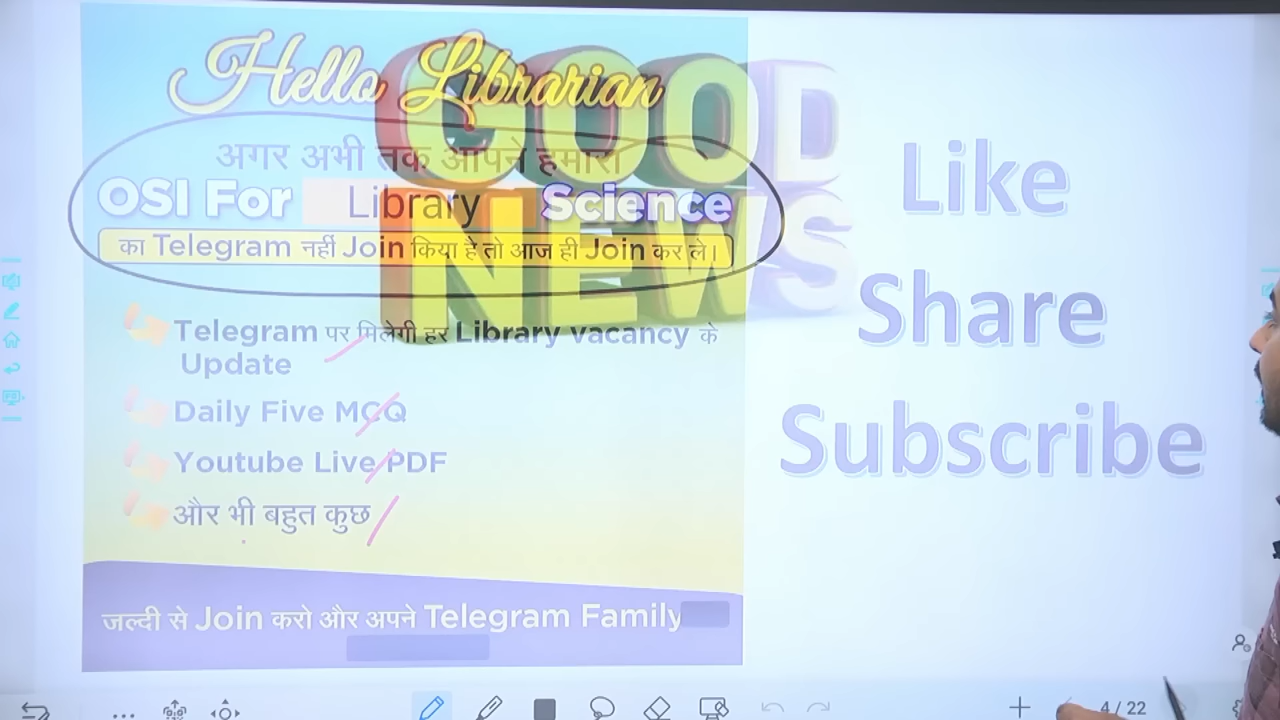 Hello Librarian
GOOD
NEWS
अगर अभी तक आपने हमारा
OSI For Library Science
का Telegram नहीं Join किया है तो आज ही Join कर ले।
Telegram पर मिलेगी हर Library vacancy के
Update
Daily Five MCQ
Youtube Live PDF
और भी बहुत कुछ
जल्दी से Join करो और अपने Telegram Family
Like
Share
Subscribe
4 / 22